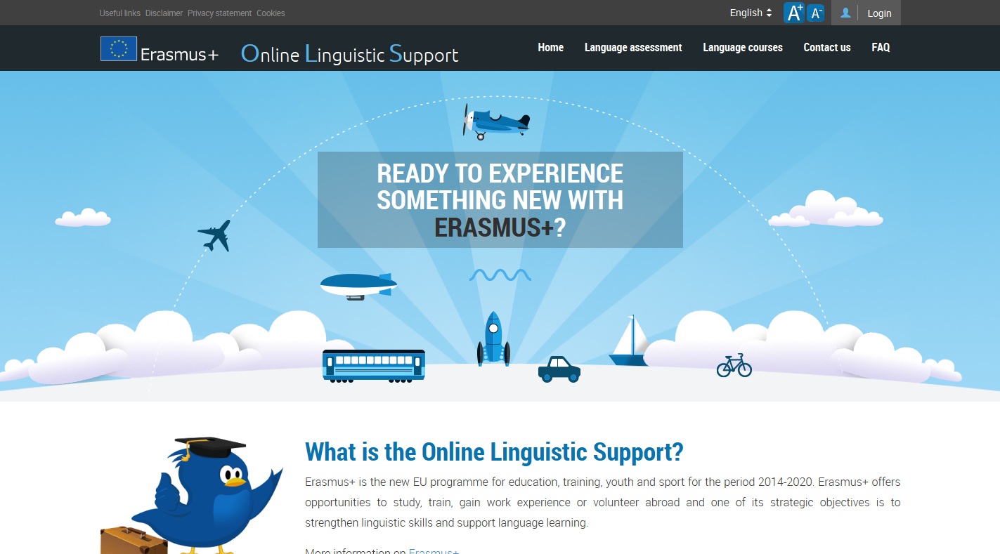 Useful links Disclaimer Privacy statement Cookies
English A+ A- Login
Erasmus+ Online Linguistic Support
Home Language assessment Language courses Contact us FAQ
READY TO EXPERIENCE
SOMETHING NEW WITH
ERASMUS+?
What is the Online Linguistic Support?
Erasmus+ is the new EU programme for education, training, youth and sport for the period 2014-2020. Erasmus+ offers
opportunities to study, train, gain work experience or volunteer abroad and one of its strategic objectives is to
strengthen linguistic skills and support language learning.
More information on Erasmus+